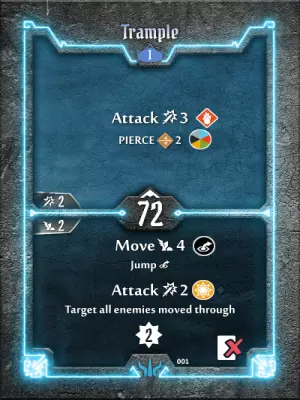 Trample
1
Attack 3
PIERCE 2
2
72
2
Move 4
Jump
Attack 2
Target all enemies moved through
2
001